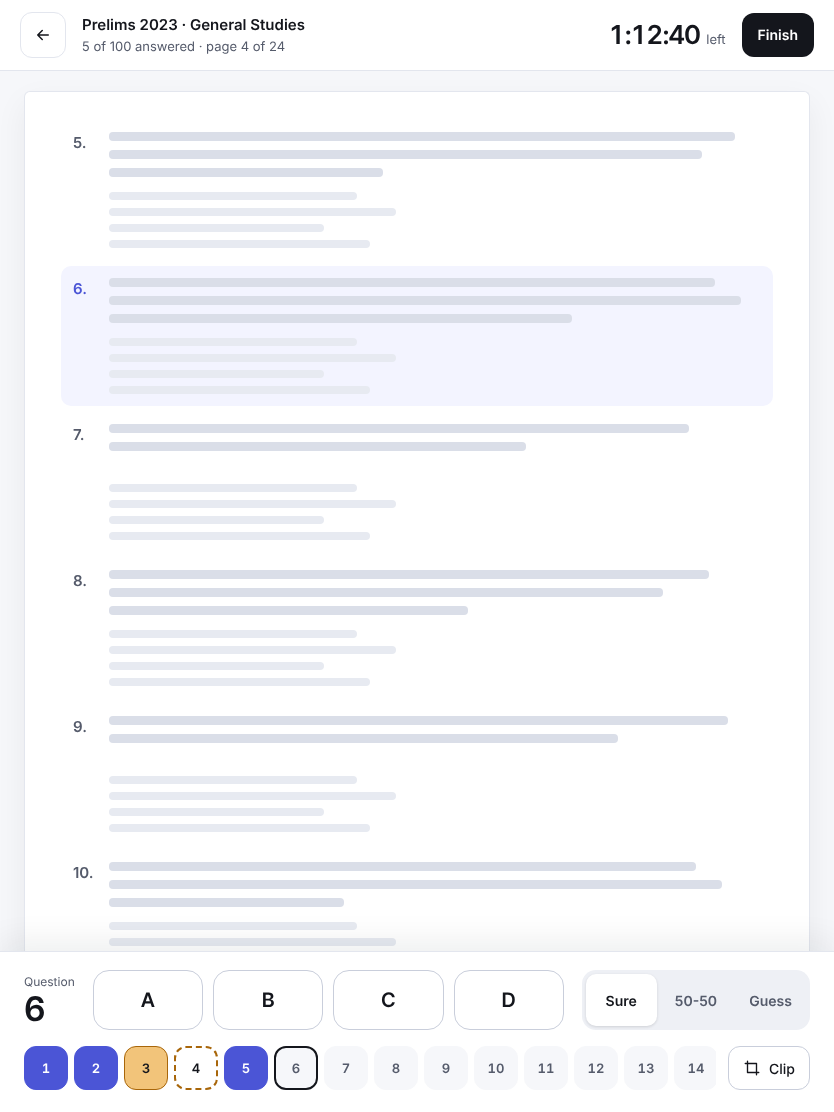 Prelims 2023 · General Studies
5 of 100 answered · page 4 of 24
1:12:40 left
Finish
5.
6.
7.
8.
9.
10.
Question
6
A B C D
Sure 50-50 Guess
1 2 3 4 5 6 7 8 9 10 11 12 13 14
Clip